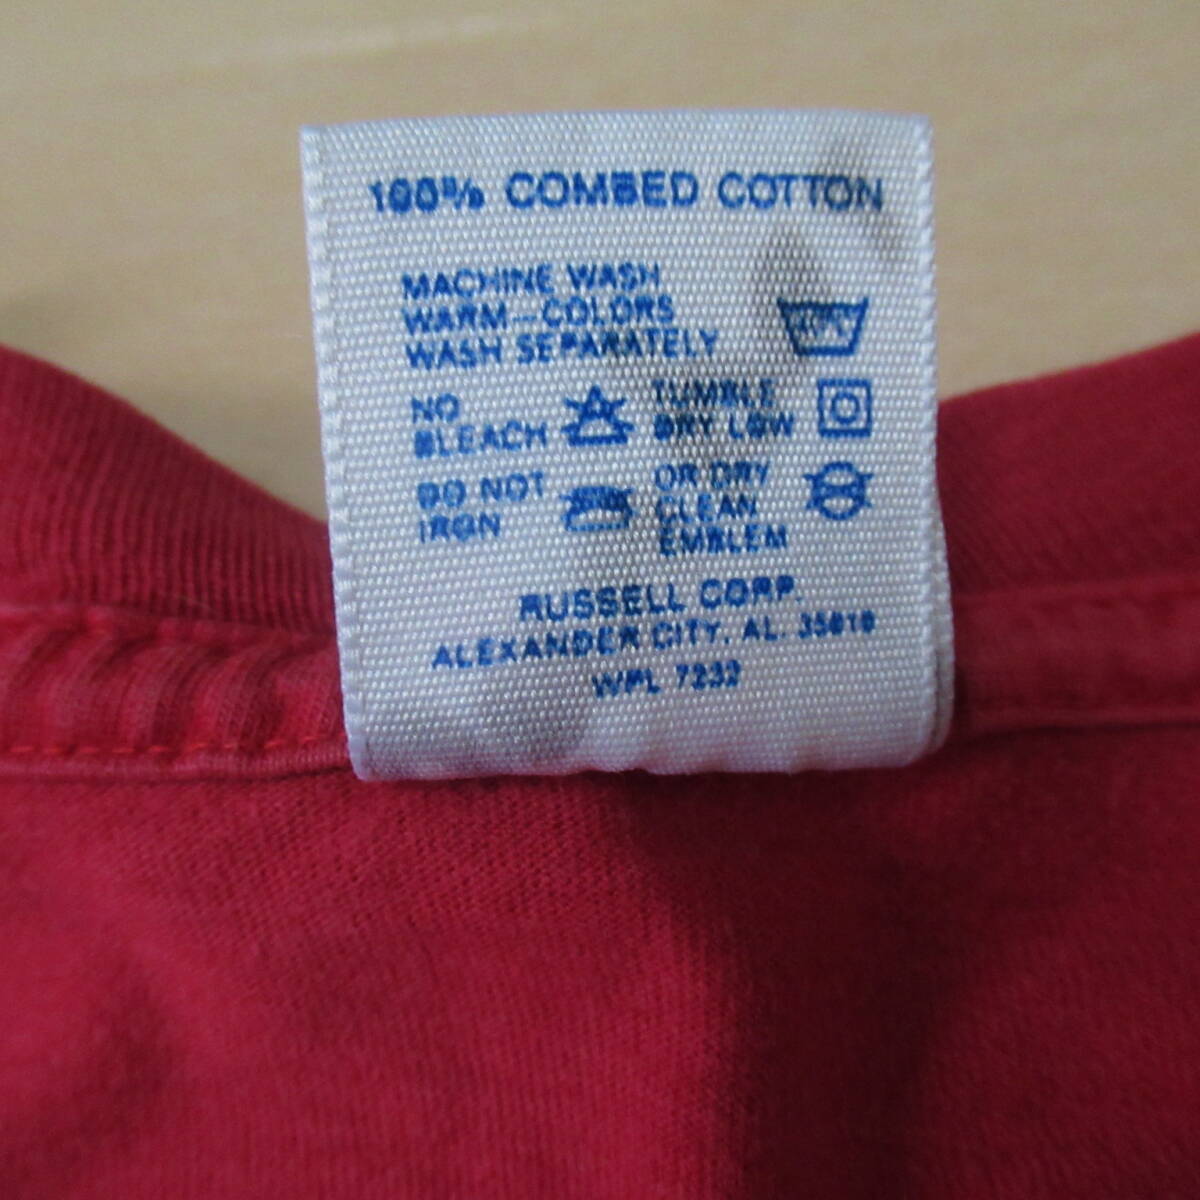 100% COMBED COTTON
MACHINE WASH
WARM-COLORS
WASH SEPARATELY
NO
BLEACH
TUMBLE
DRY LOW
DO NOT
IRON
OR DRY
CLEAN
EMBLEM
RUSSELL CORP.
ALEXANDER CITY, AL. 35010
WPL 7232